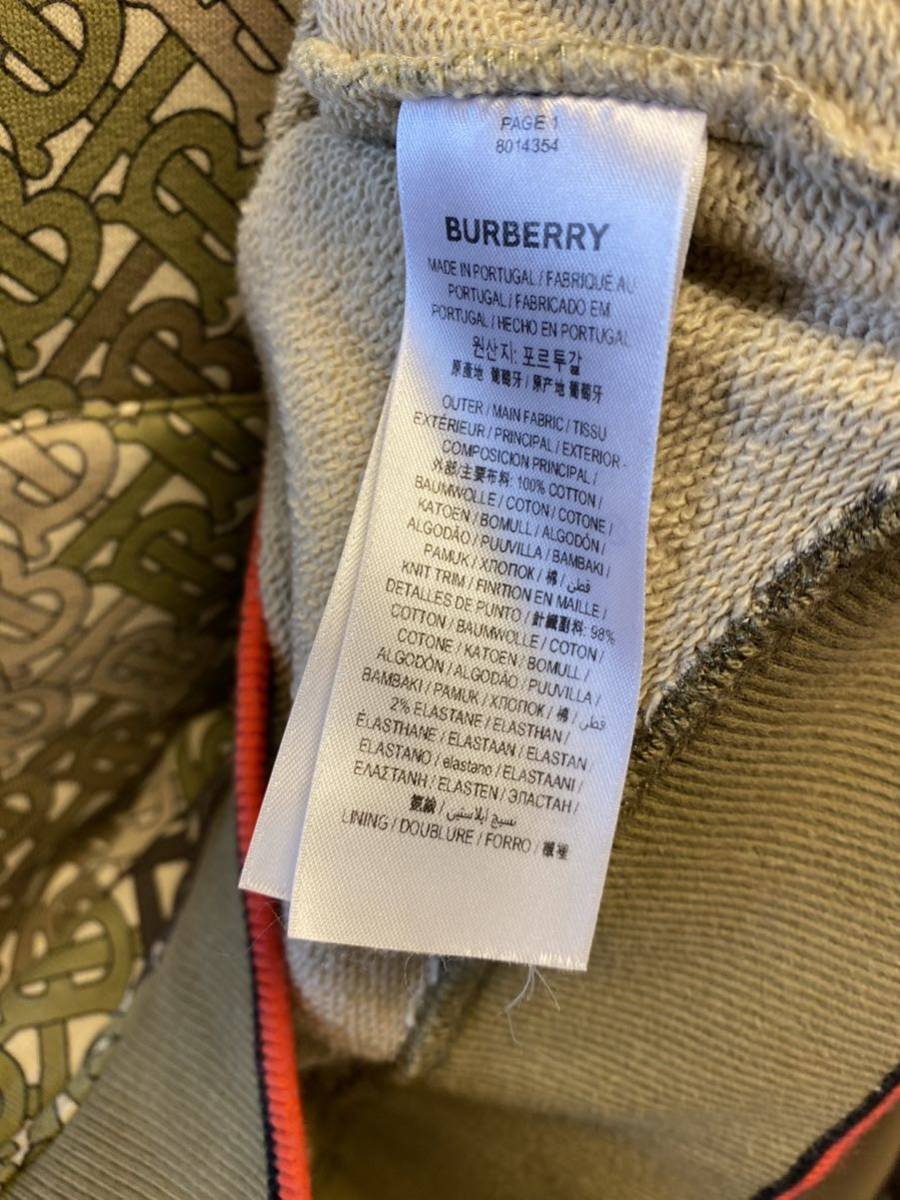 PAGE 1
8014354
BURBERRY
MADE IN PORTUGAL / FABRIQUÉ AU
PORTUGAL / FABRICADO EM
PORTUGAL / HECHO EN PORTUGAL
원산지: 포르투갈
原產地 葡萄牙 / 原产地 葡萄牙
OUTER / MAIN FABRIC / TISSU
EXTÉRIEUR / PRINCIPAL / EXTERIOR -
COMPOSICION PRINCIPAL /
外部/主要布料: 100% COTTON /
BAUMWOLLE / COTON / COTONE /
KATOEN / BOMULL / ALGODÓN /
ALGODÃO / PUUVILLA / BAMBAKI /
PAMUK / ХЛОПОК / 棉 / قطن /
KNIT TRIM / FINITION EN MAILLE /
DETALLES DE PUNTO / 針織副料: 98%
COTTON / BAUMWOLLE / COTON /
COTONE / KATOEN / BOMULL /
ALGODÓN / ALGODÃO / PUUVILLA /
BAMBAKI / PAMUK / ХЛОПОК / 棉 / قطن /
2% ELASTANE / ELASTHAN /
ÉLASTHANE / ELASTAAN / ELASTAN /
ELASTANO / elastano / ELASTAANI /
ΕΛΑΣΤΑΝΗ / ELASTEN / ЭЛАСТАН /
氨綸 / نسيج ايلاستين /
LINING / DOUBLURE / FORRO / 襯裡